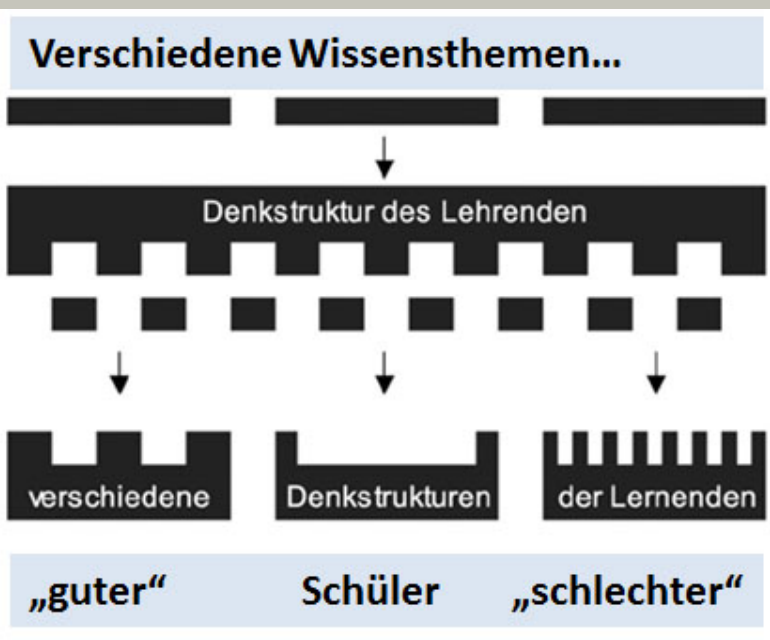 Verschiedene Wissensthemen...
Denkstruktur des Lehrenden
verschiedene Denkstrukturen der Lernenden
„guter“ Schüler „schlechter“